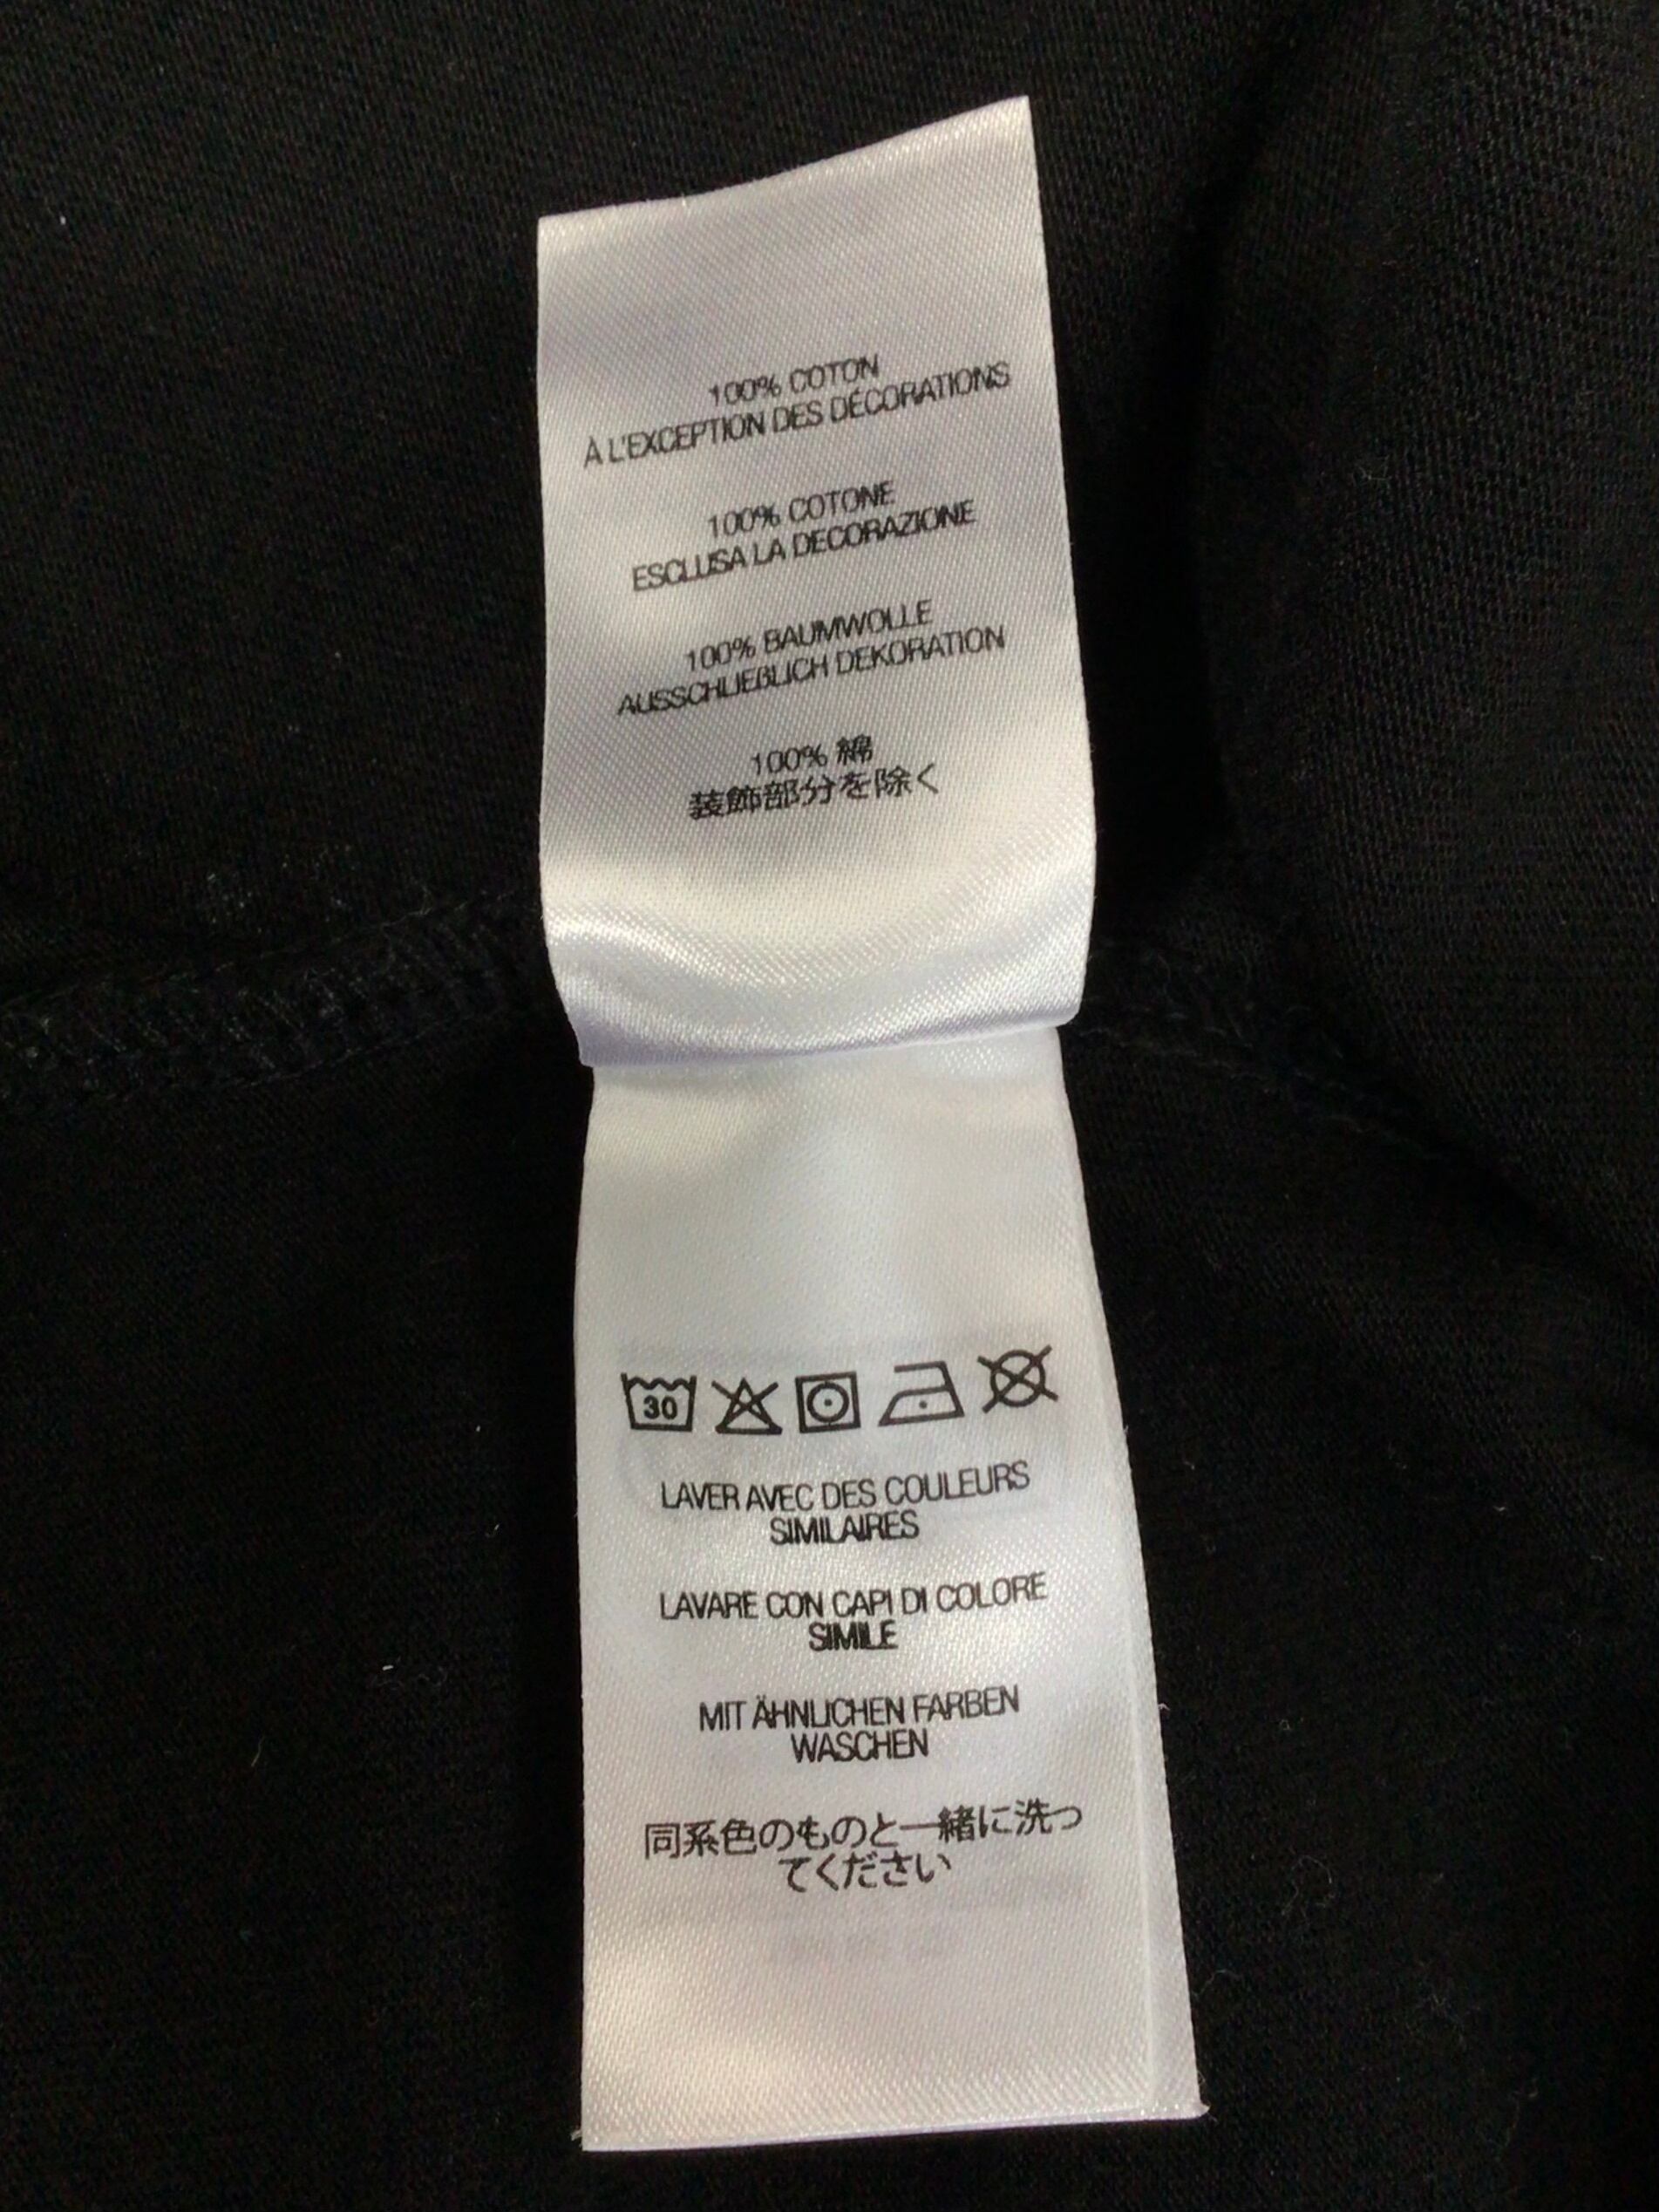 100% COTON
À L'EXCEPTION DES DÉCORATIONS
100% COTONE
ESCLUSA LA DECORAZIONE
100% BAUMWOLLE
AUSSCHLIEBLICH DEKORATION
100% 綿
装飾部分を除く
30
LAVER AVEC DES COULEURS
SIMILAIRES
LAVARE CON CAPI DI COLORE
SIMILE
MIT ÄHNLICHEN FARBEN
WASCHEN
同系色のものと一緒に洗っ
てください